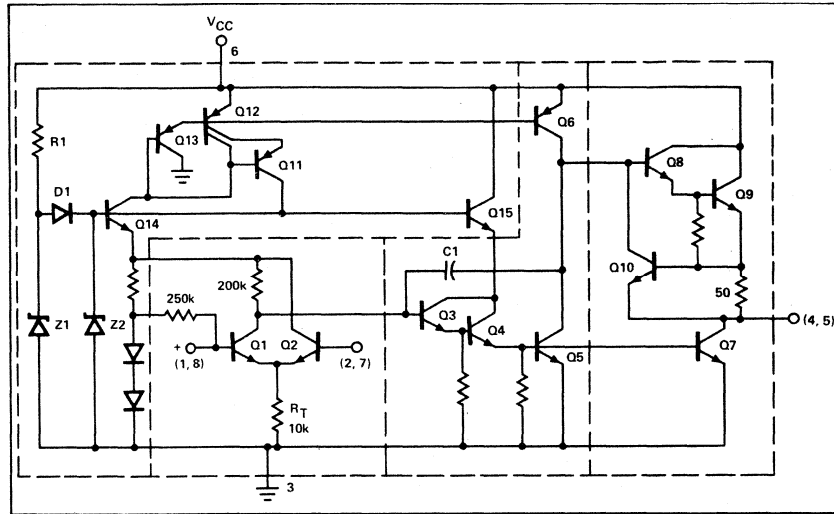 VCC
6
Q12
Q6
Q13
R1
Q11
Q8
Q9
D1
Q15
Q14
C1
Q10
200k
50
250k
Q3
Q4
Z1
Z2
+
(1, 8)
Q1
Q2
(2, 7)
Q5
Q7
(4, 5)
RT
10k
3